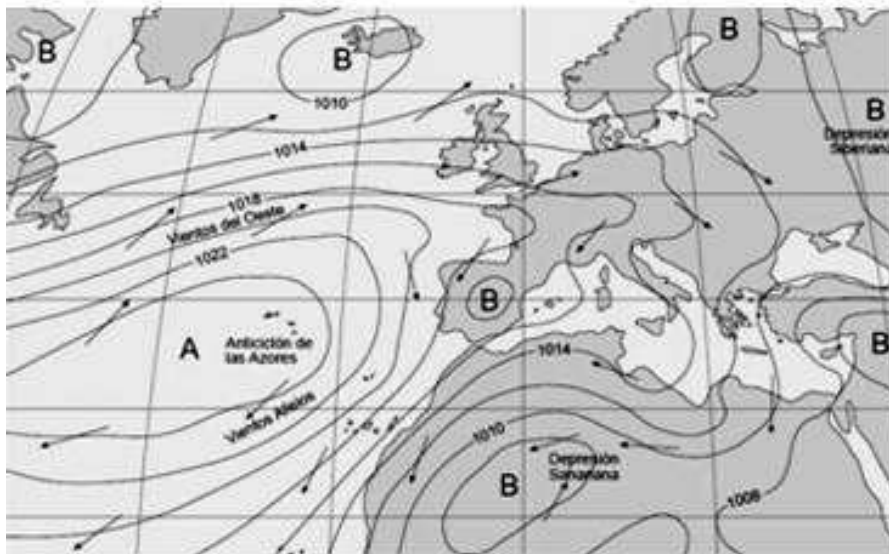 B
B
B
1010
B
Depresión
Siberiana
1014
1018
Vientos del Oeste
1022
B
A
Anticiclón de
las Azores
1014
B
Vientos Alisios
1010
Depresión
Sahariana
B
1008